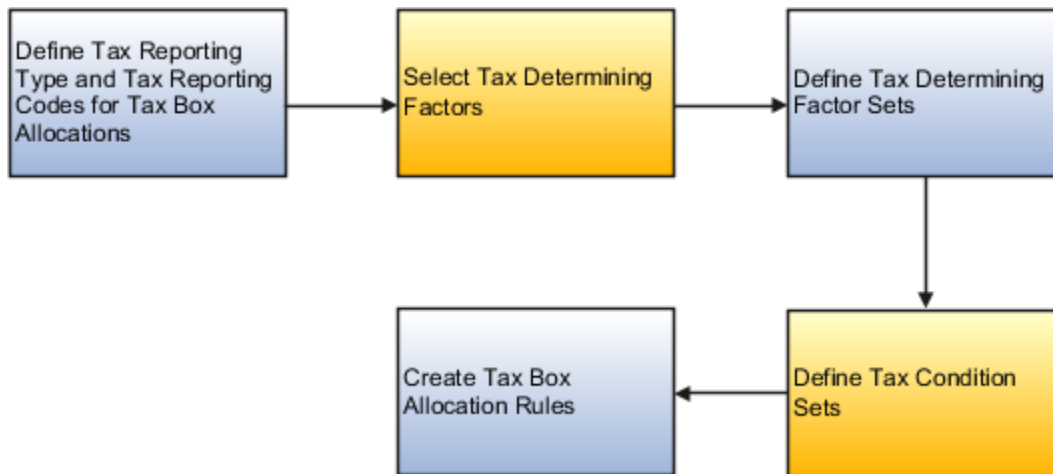 Define Tax Reporting
Type and Tax Reporting
Codes for Tax Box
Allocations
Select Tax Determining
Factors
Define Tax Determining
Factor Sets
Define Tax Condition
Sets
Create Tax Box
Allocation Rules